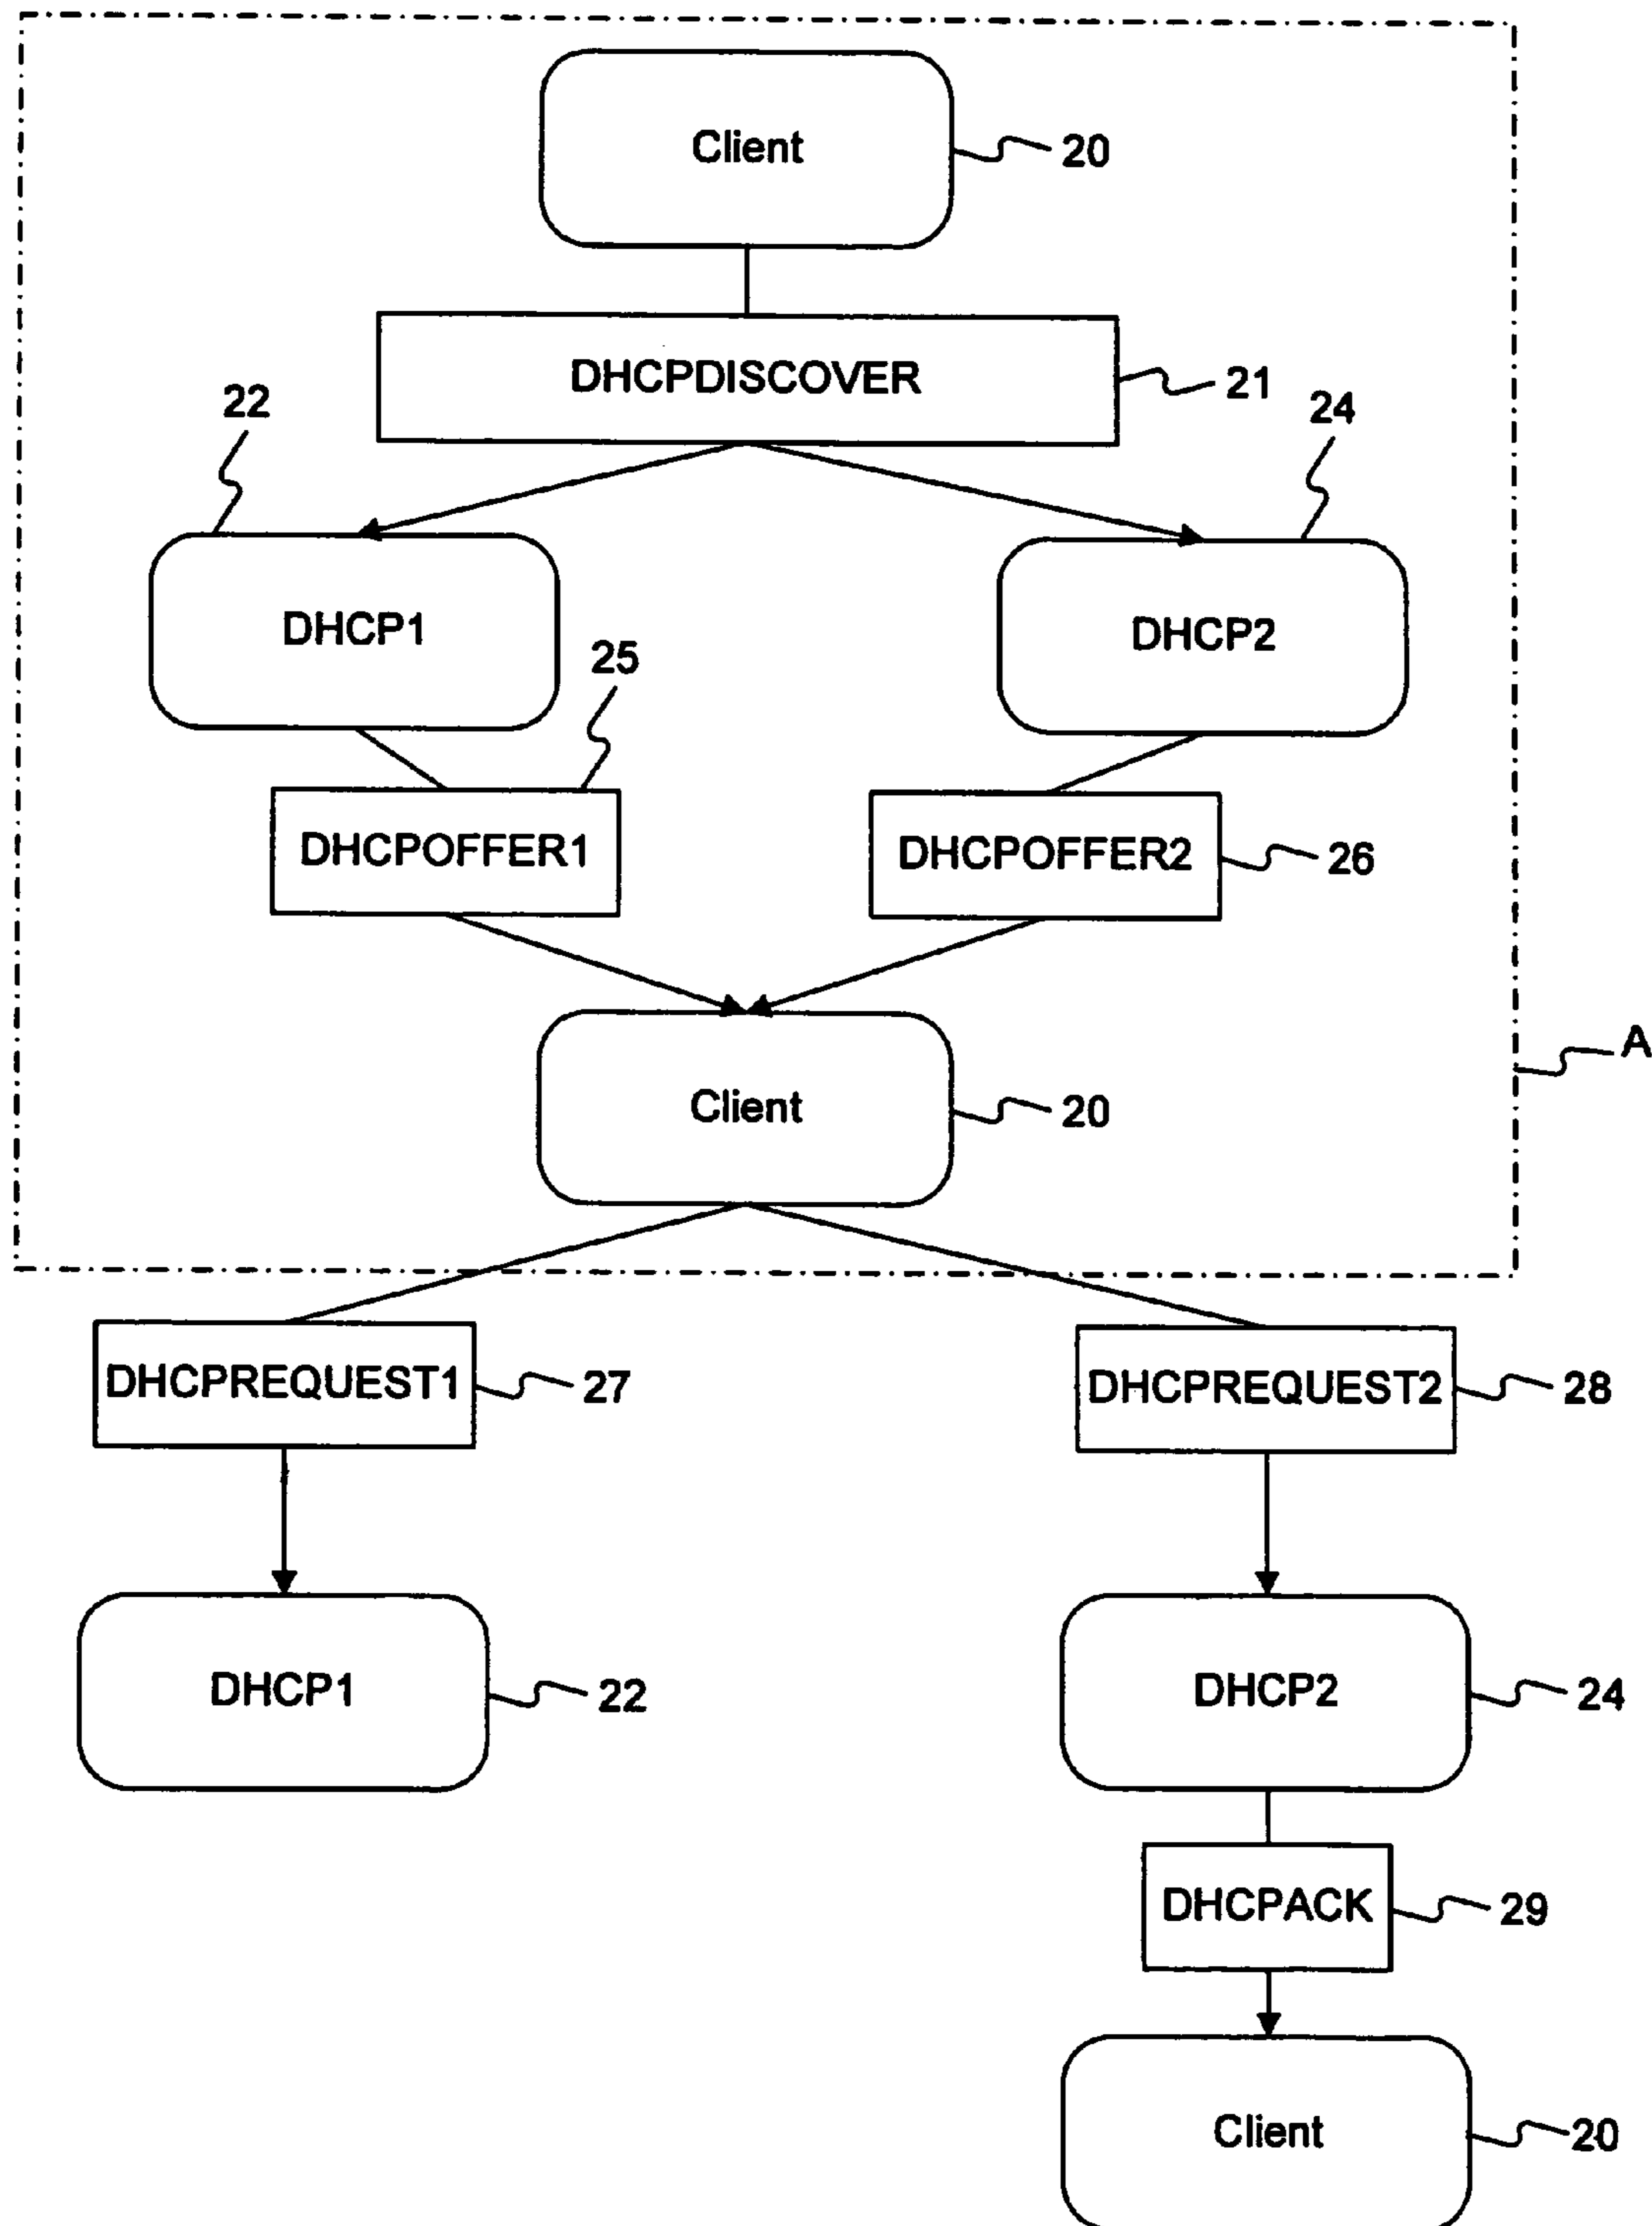 Client
20
DHCPDISCOVER
21
22
24
DHCP1
DHCP2
25
DHCPOFFER1
DHCPOFFER2
26
A
Client
20
DHCPREQUEST1
27
DHCPREQUEST2
28
DHCP1
22
DHCP2
24
DHCPACK
29
Client
20